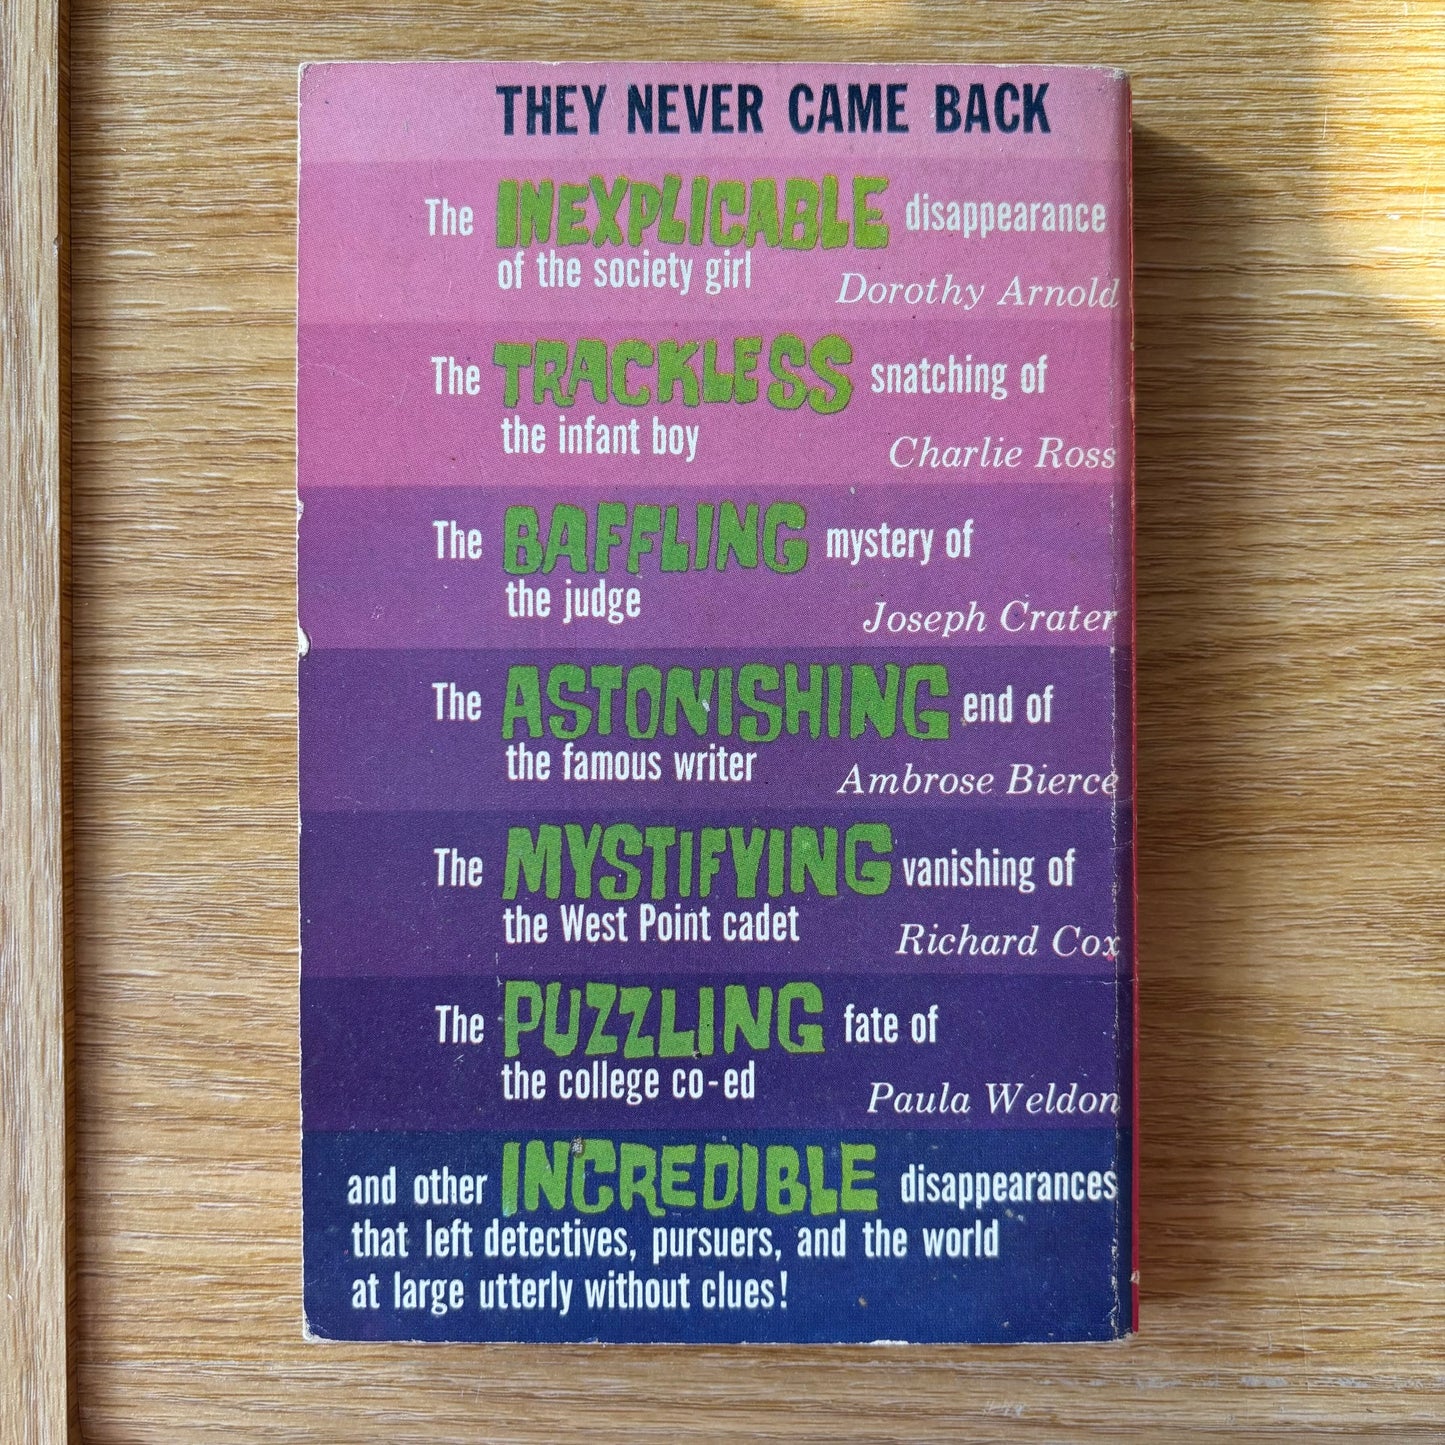 THEY NEVER CAME BACK
The INEXPLICABLE disappearance
of the society girl
Dorothy Arnold
The TRACKLESS snatching of
the infant boy
Charlie Ross
The BAFFLING mystery of
the judge
Joseph Crater
The ASTONISHING end of
the famous writer
Ambrose Bierce
The MYSTIFYING vanishing of
the West Point cadet
Richard Cox
The PUZZLING fate of
the college co-ed
Paula Weldon
and other INCREDIBLE disappearances
that left detectives, pursuers, and the world
at large utterly without clues!